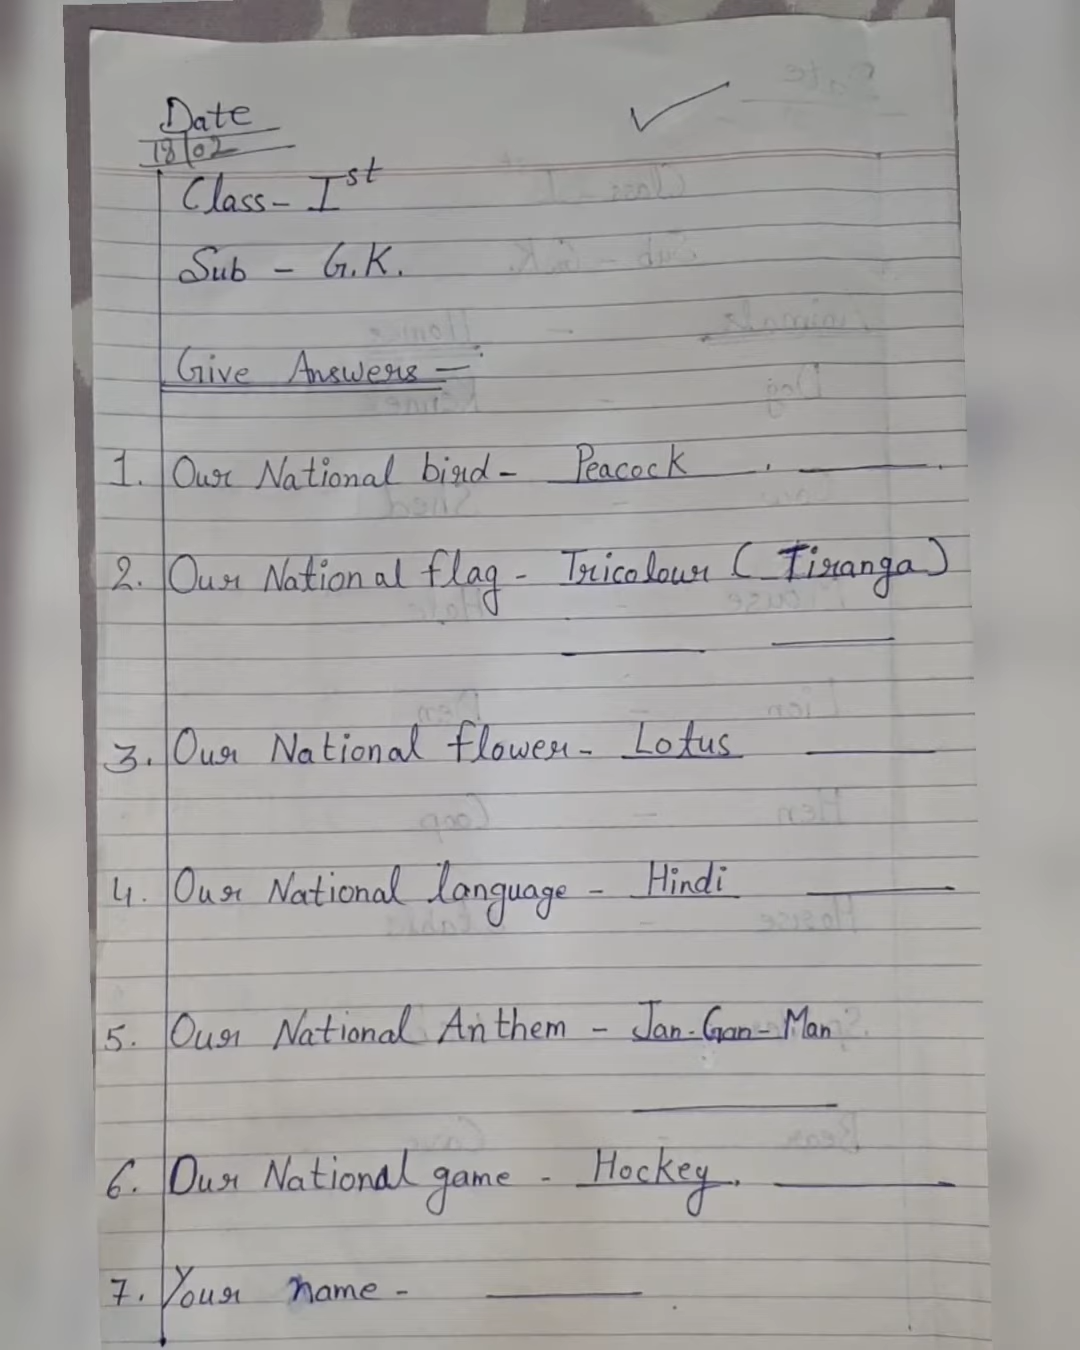 Date
18/02
Class- Ist
Sub - G.K.
Give Answers -
1. Our National bird - Peacock
2. Our National flag - Tricolour (Tiranga)
3. Our National flower - Lotus
4. Our National language - Hindi
5. Our National Anthem - Jan-Gan-Man
6. Our National game - Hockey.
7. Your name -